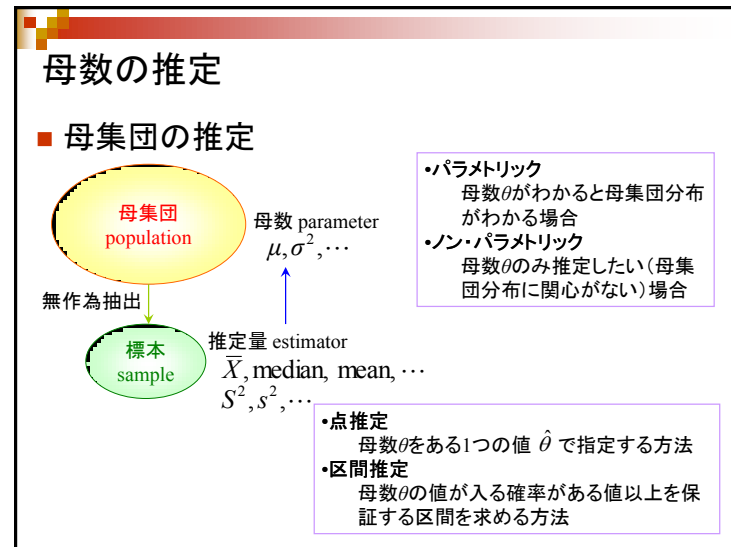 母数の推定
■ 母集団の推定
母集団
population
母数 parameter
μ, σ², ⋯
無作為抽出
標本
sample
推定量 estimator
X̄, median, mean, ⋯
S², s², ⋯
•パラメトリック
母数θがわかると母集団分布
がわかる場合
•ノン・パラメトリック
母数θのみ推定したい(母集
団分布に関心がない)場合
•点推定
母数θをある1つの値 θ̂ で指定する方法
•区間推定
母数θの値が入る確率がある値以上を保
証する区間を求める方法